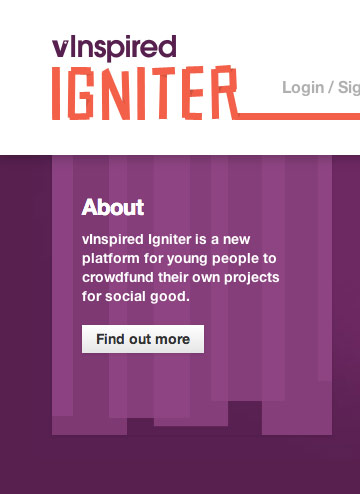 vInspired
IGNITER
Login / Sig
About
vInspired Igniter is a new
platform for young people to
crowdfund their own projects
for social good.
Find out more